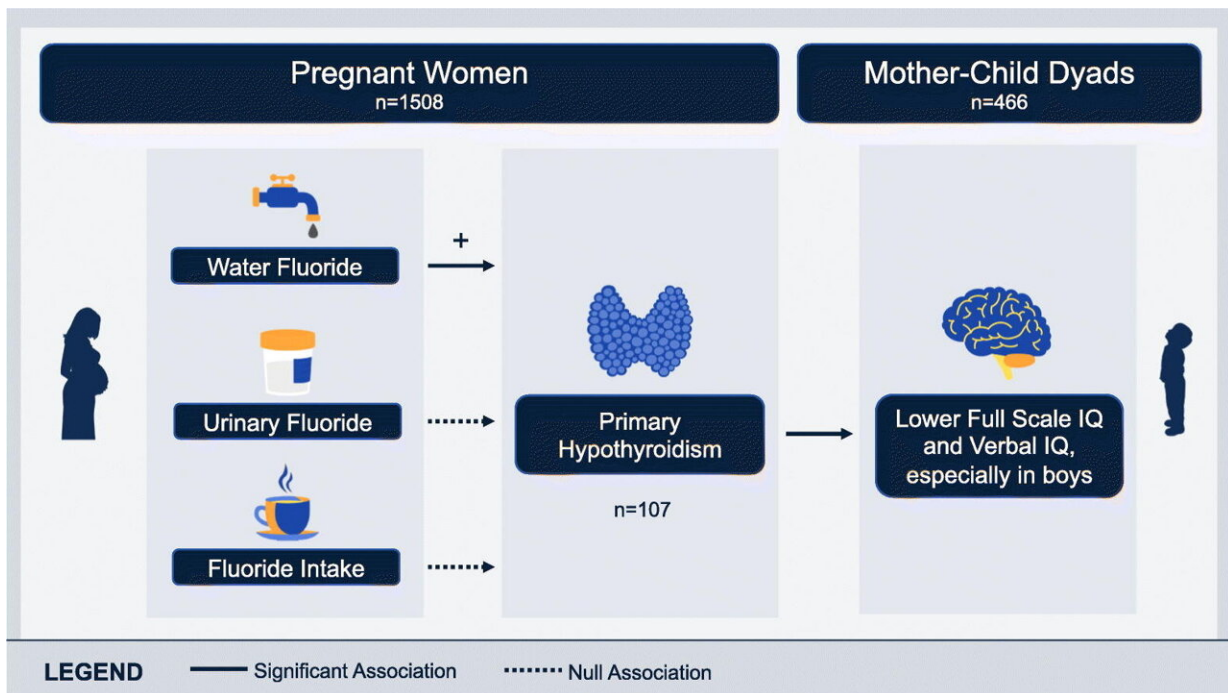 Pregnant Women
n=1508
Mother-Child Dyads
n=466
Water Fluoride
+
Urinary Fluoride
Fluoride Intake
Primary
Hypothyroidism
n=107
Lower Full Scale IQ
and Verbal IQ,
especially in boys
LEGEND
Significant Association
Null Association